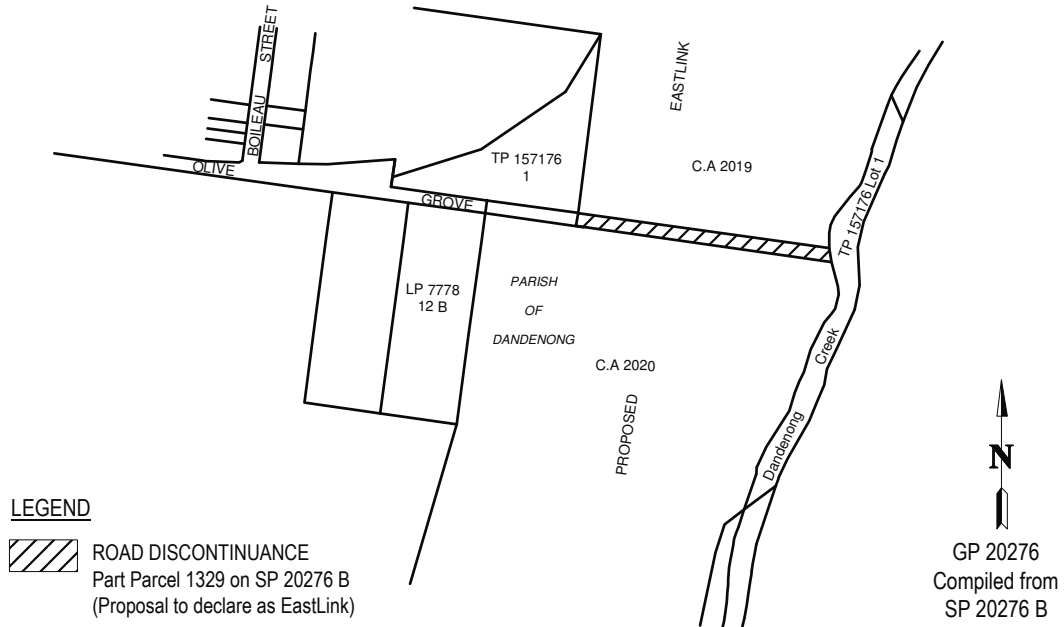 BOILEAU STREET
EASTLINK
OLIVE GROVE
TP 157176
1
C.A 2019
TP 157176 Lot 1
LP 7778
12 B
PARISH
OF
DANDENONG
C.A 2020
PROPOSED
Dandenong Creek
N
LEGEND
ROAD DISCONTINUANCE
Part Parcel 1329 on SP 20276 B
(Proposal to declare as EastLink)
GP 20276
Compiled from
SP 20276 B